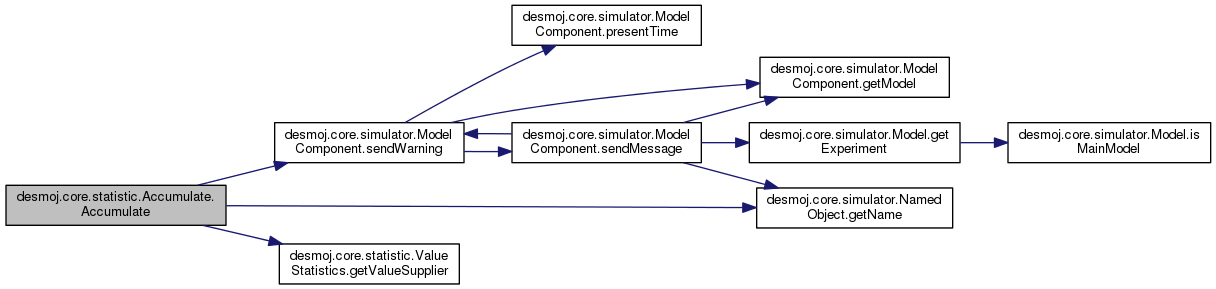 desmoj.core.simulator.Model
Component.presentTime
desmoj.core.simulator.Model
Component.getModel
desmoj.core.simulator.Model
Component.sendWarning
desmoj.core.simulator.Model
Component.sendMessage
desmoj.core.simulator.Model.get
Experiment
desmoj.core.simulator.Model.is
MainModel
desmoj.core.statistic.Accumulate.
Accumulate
desmoj.core.simulator.Named
Object.getName
desmoj.core.statistic.Value
Statistics.getValueSupplier